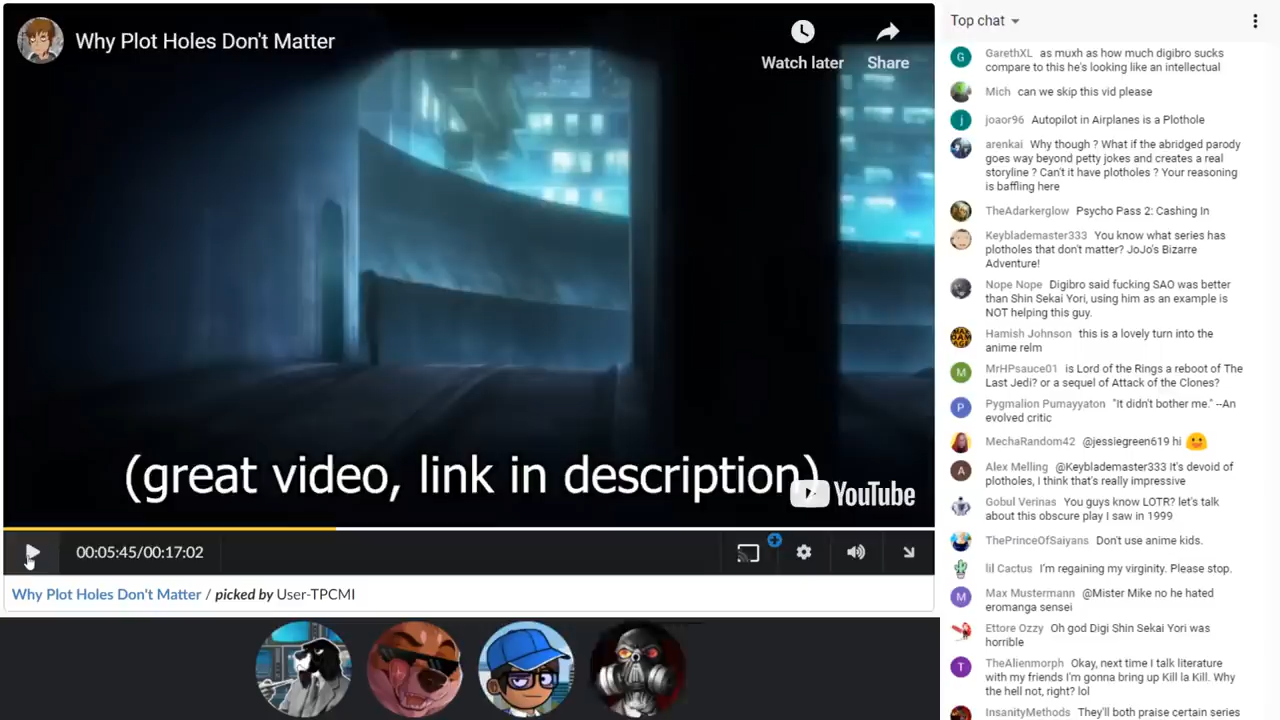 Why Plot Holes Don't Matter
Watch later
Share
(great video, link in description)
YouTube
00:05:45/00:17:02
Why Plot Holes Don't Matter / picked by User-TPCMI
Top chat
G
GarethXL as muxh as how much digibro sucks
compare to this he's looking like an intellectual
Mich can we skip this vid please
j
joaor96 Autopilot in Airplanes is a Plothole
arenkai Why though ? What if the abridged parody
goes way beyond petty jokes and creates a real
storyline ? Can't it have plotholes ? Your reasoning
is baffling here
TheAdarkerglow Psycho Pass 2: Cashing In
Keyblademaster333 You know what series has
plotholes that don't matter? JoJo's Bizarre
Adventure!
Nope Nope Digibro said fucking SAO was better
than Shin Sekai Yori, using him as an example is
NOT helping this guy.
Hamish Johnson this is a lovely turn into the
anime relm
M
MrHPsauce01 is Lord of the Rings a reboot of The
Last Jedi? or a sequel of Attack of the Clones?
P
Pygmalion Pumayyaton "It didn't bother me." --An
evolved critic
MechaRandom42 @jessiegreen619 hi
A
Alex Melling @Keyblademaster333 It's devoid of
plotholes, I think that's really impressive
Gobul Verinas You guys know LOTR? let's talk
about this obscure play I saw in 1999
ThePrinceOfSaiyans Don't use anime kids.
lil Cactus I'm regaining my virginity. Please stop.
M
Max Mustermann @Mister Mike no he hated
eromanga sensei
Ettore Ozzy Oh god Digi Shin Sekai Yori was
horrible
T
TheAlienmorph Okay, next time I talk literature
with my friends I'm gonna bring up Kill la Kill. Why
the hell not, right? lol
InsanityMethods They'll both praise certain series